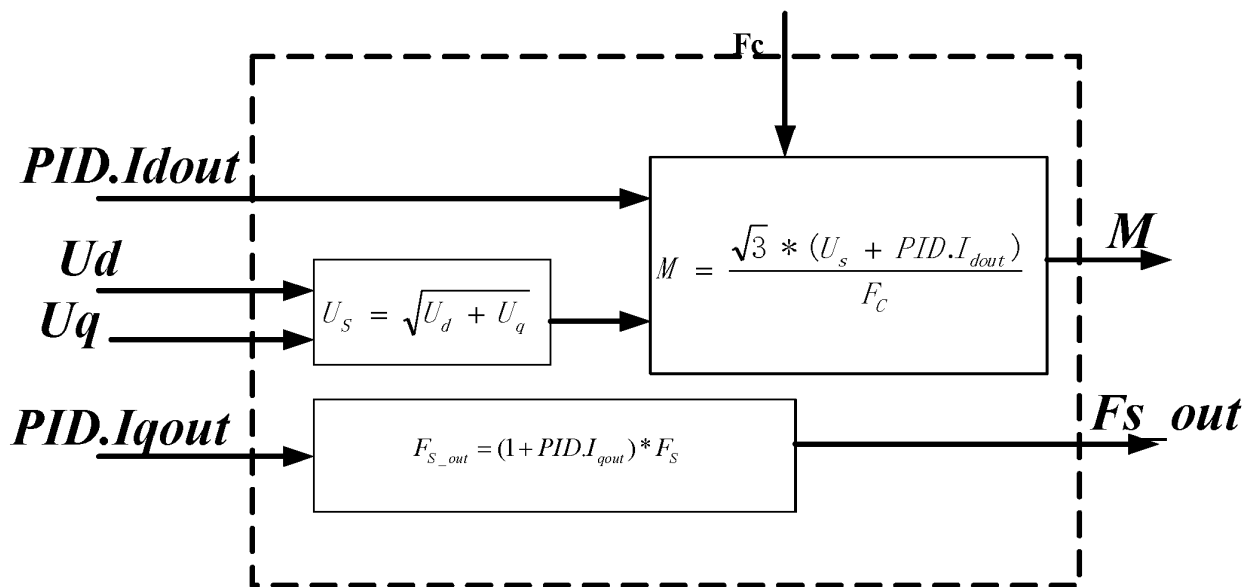 Fc
PID.Idout
M = √3 * (U_s + PID.I_dout) / F_C
M
Ud
Uq
U_S = √(U_d + U_q)
PID.Iqout
F_S_out = (1 + PID.I_qout) * F_S
Fs_out